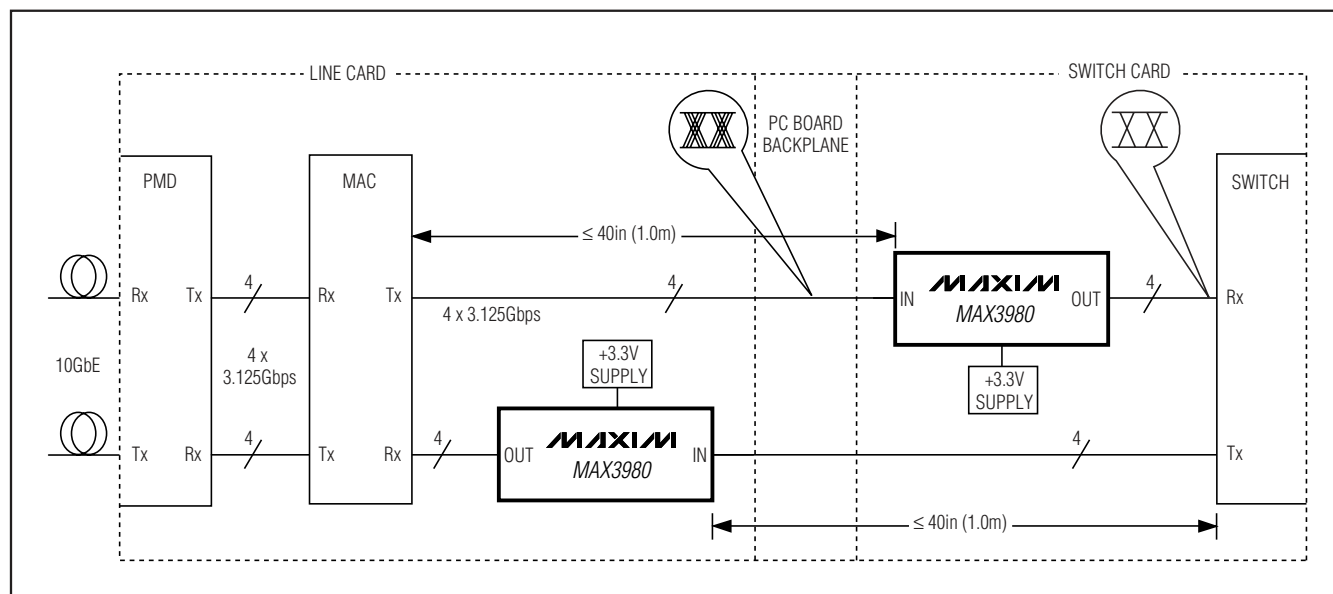 LINE CARD
SWITCH CARD
PC BOARD
BACKPLANE
PMD
MAC
SWITCH
≤ 40in (1.0m)
Rx
4
Tx
Rx
Tx
4
4 x 3.125Gbps
IN
MAXIM
MAX3980
OUT
4
Rx
10GbE
4 x
3.125Gbps
+3.3V
SUPPLY
+3.3V
SUPPLY
Tx
4
Rx
Tx
Rx
4
OUT
MAXIM
MAX3980
IN
4
Tx
≤ 40in (1.0m)